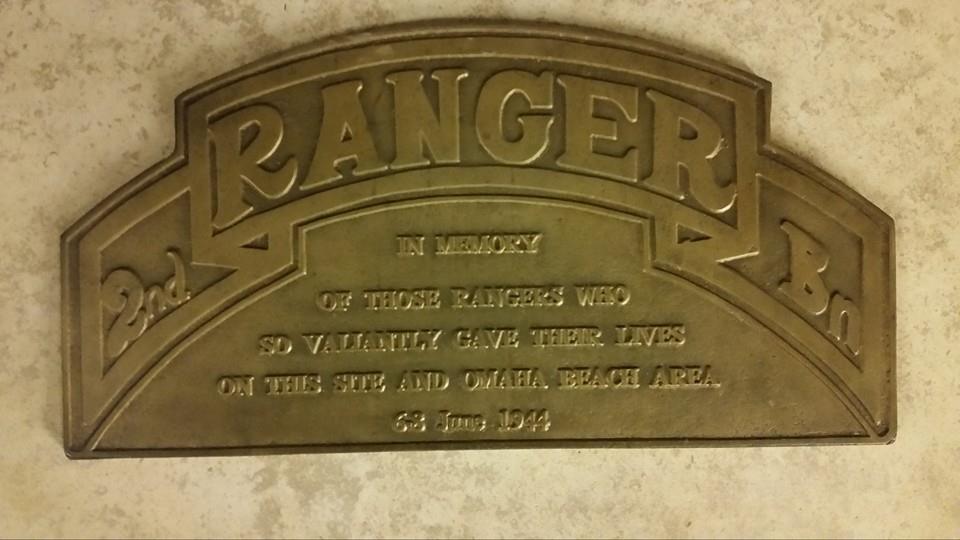 RANGER
2nd
Bn
IN MEMORY
OF THOSE RANGERS WHO
SO VALIANTLY GAVE THEIR LIVES
ON THIS SITE AND OMAHA BEACH AREA
6-8 June 1944